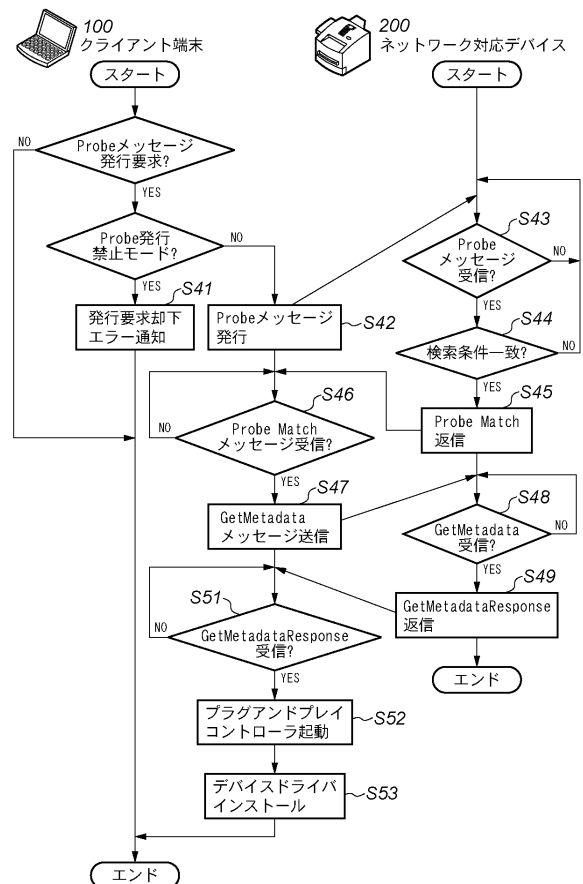 100
クライアント端末
200
ネットワーク対応デバイス
スタート
スタート
Probeメッセージ
発行要求?
NO
YES
Probe発行
禁止モード?
NO
YES
S41
発行要求却下
エラー通知
Probeメッセージ
発行
S42
S43
Probe
メッセージ
受信?
NO
YES
S44
検索条件一致?
NO
YES
S45
Probe Match
返信
S46
Probe Match
メッセージ受信?
NO
YES
S47
GetMetadata
メッセージ送信
S48
GetMetadata
受信?
NO
YES
S49
GetMetadataResponse
返信
エンド
S51
GetMetadataResponse
受信?
NO
YES
プラグアンドプレイ
コントローラ起動
S52
デバイスドライバ
インストール
S53
エンド